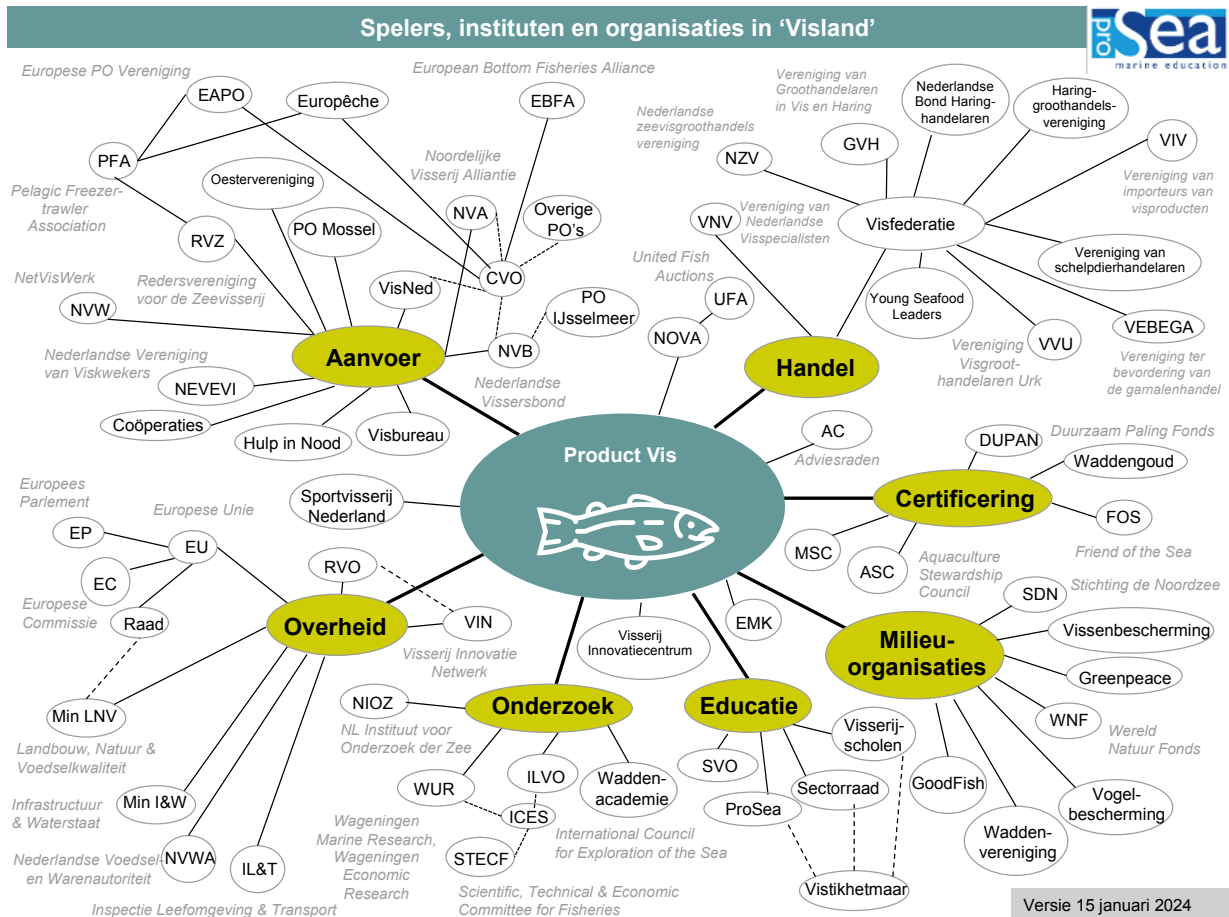 Spelers, instituten en organisaties in ‘Visland’
pro
Sea
marine education
Europese PO Vereniging
EAPO
Europêche
PFA
Pelagic Freezer-
trawler
Association
Oestervereniging
RVZ
PO Mossel
Redersvereniging
voor de Zeevisserij
NetVisWerk
NVW
European Bottom Fisheries Alliance
EBFA
Noordelijke
Visserij Alliantie
NVA
Overige
PO's
CVO
VisNed
PO
IJsselmeer
NVB
Nederlandse
Vissersbond
Aanvoer
Nederlandse Vereniging
van Viskwekers
NEVEVI
Coöperaties
Hulp in Nood
Visbureau
Vereniging van
Groothandelaren
in Vis en Haring
GVH
Nederlandse
Bond Haring-
handelaren
Haring-
groothandels-
vereniging
VIV
Vereniging van
importeurs van
visproducten
Nederlandse
zeevisgroothandels
vereniging
NZV
Visfederatie
VNV
Vereniging van
Nederlandse
Visspecialisten
Vereniging van
schelpdierhandelaren
United Fish
Auctions
UFA
NOVA
Young Seafood
Leaders
VEBEGA
VVU
Vereniging
Visgroot-
handelaren Urk
Vereniging ter
bevordering van
de garnalenhandel
Handel
Product Vis
AC
Adviesraden
DUPAN
Duurzaam Paling Fonds
Waddengoud
Certificering
FOS
Friend of the Sea
MSC
ASC
Aquaculture
Stewardship
Council
Sportvisserij
Nederland
Europees
Parlement
EP
Europese Unie
EU
EC
Europese
Commissie
Raad
RVO
Overheid
VIN
Visserij Innovatie
Netwerk
Min LNV
Landbouw, Natuur &
Voedselkwaliteit
Min I&W
Infrastructuur
& Waterstaat
NVWA
Nederlandse Voedsel-
en Warenautoriteit
IL&T
Inspectie Leefomgeving & Transport
Visserij
Innovatiecentrum
EMK
Onderzoek
NIOZ
NL Instituut voor
Onderzoek der Zee
WUR
ILVO
Wadden-
academie
ICES
International Council
for Exploration of the Sea
Wageningen
Marine Research,
Wageningen
Economic
Research
STECF
Scientific, Technical & Economic
Committee for Fisheries
Educatie
SVO
ProSea
Sectorraad
Visserij-
scholen
Vistikhetmaar
Milieu-
organisaties
SDN
Stichting de Noordzee
Vissenbescherming
Greenpeace
WNF
Wereld
Natuur Fonds
GoodFish
Vogel-
bescherming
Wadden-
vereniging
Versie 15 januari 2024